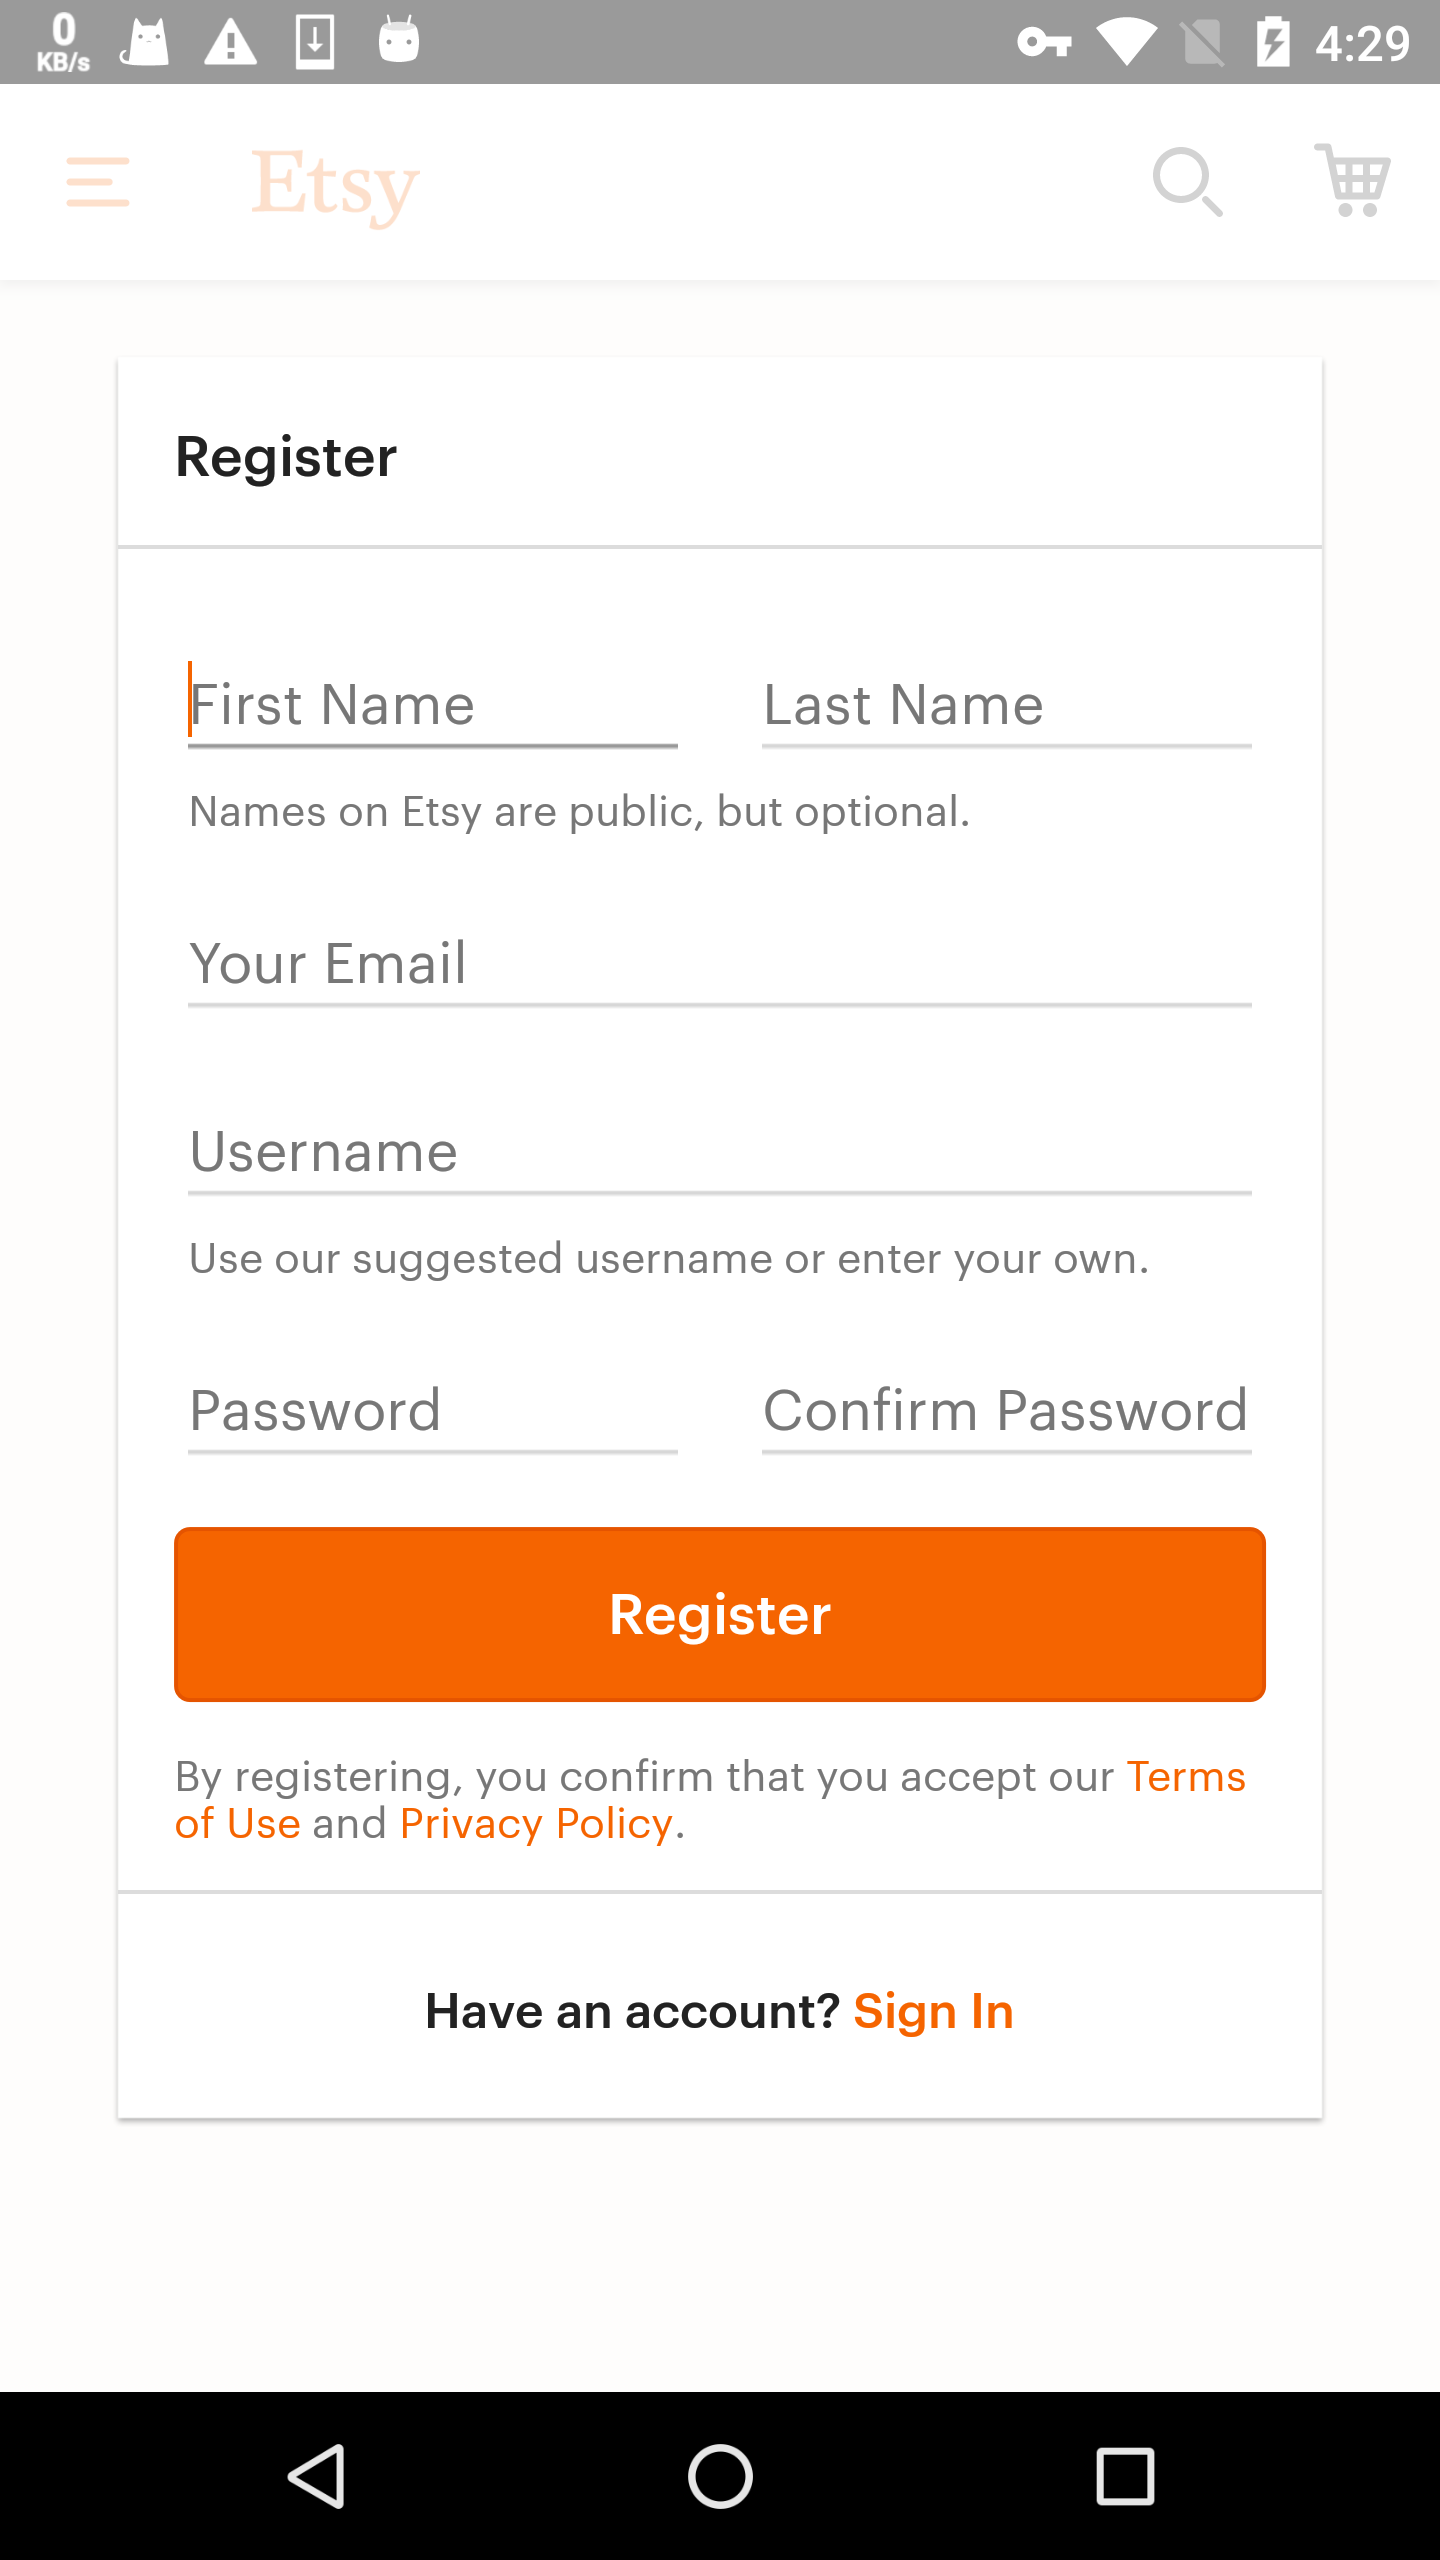 0
KB/s
4:29
Etsy
Register
First Name Last Name
Names on Etsy are public, but optional.
Your Email
Username
Use our suggested username or enter your own.
Password Confirm Password
Register
By registering, you confirm that you accept our Terms
of Use and Privacy Policy.
Have an account? Sign In